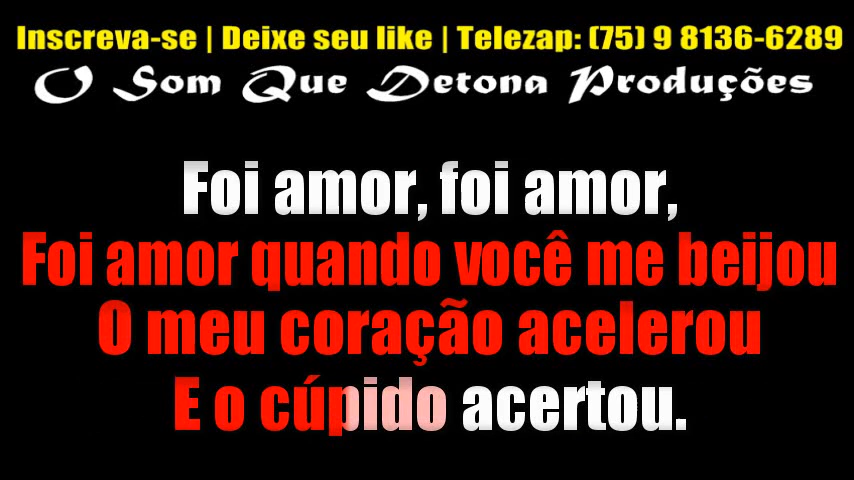 Inscreva-se | Deixe seu like | Telezap: (75) 9 8136-6289
O Som Que Detona Produções
Foi amor, foi amor,
Foi amor quando você me beijou
O meu coração acelerou
E o cúpido acertou.